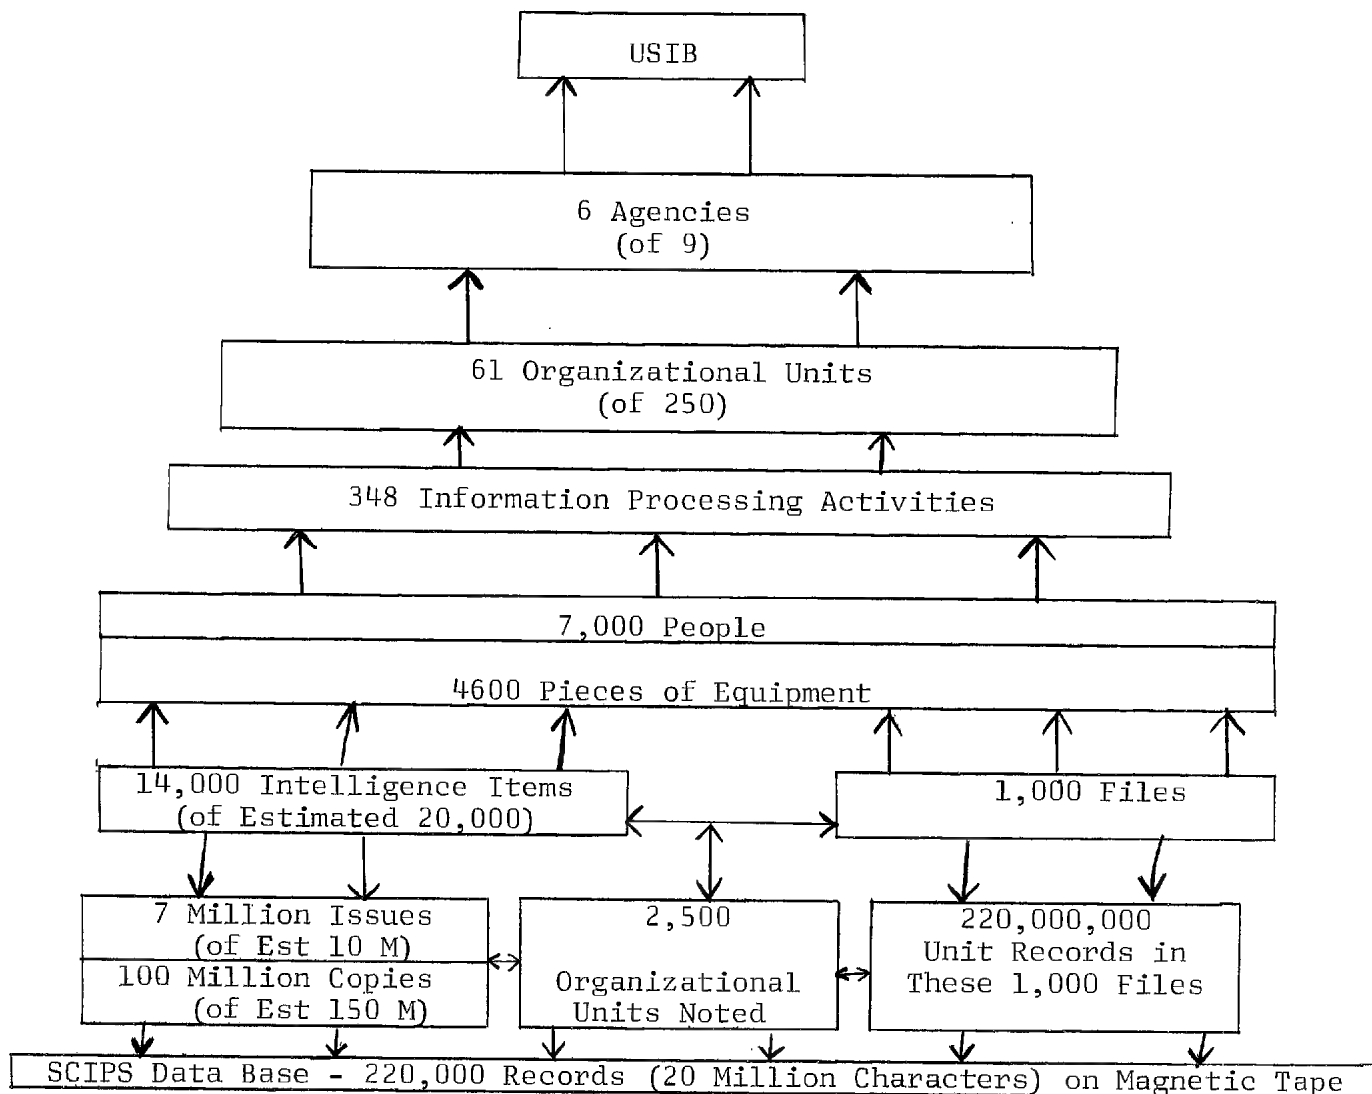 USIB
6 Agencies
(of 9)
61 Organizational Units
(of 250)
348 Information Processing Activities
7,000 People
4600 Pieces of Equipment
14,000 Intelligence Items
(of Estimated 20,000)
1,000 Files
7 Million Issues
(of Est 10 M)
100 Million Copies
(of Est 150 M)
2,500
Organizational
Units Noted
220,000,000
Unit Records in
These 1,000 Files
SCIPS Data Base - 220,000 Records (20 Million Characters) on Magnetic Tape